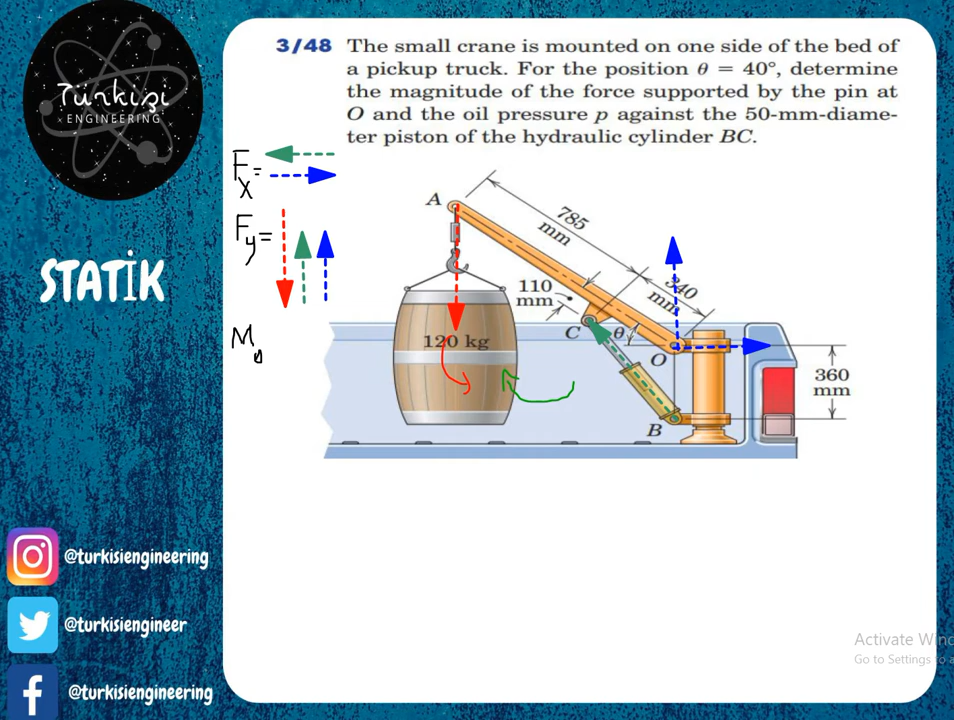 Türkişi
ENGINEERING
STATİK
@turkisiengineering
@turkisiengineer
@turkisiengineering
3/48 The small crane is mounted on one side of the bed of
a pickup truck. For the position θ = 40°, determine
the magnitude of the force supported by the pin at
O and the oil pressure p against the 50-mm-diame-
ter piston of the hydraulic cylinder BC.
Fx=
Fy=
M
A
785
mm
340
mm
110
mm
C
θ
O
120 kg
B
360
mm
Activate Wind
Go to Settings to a